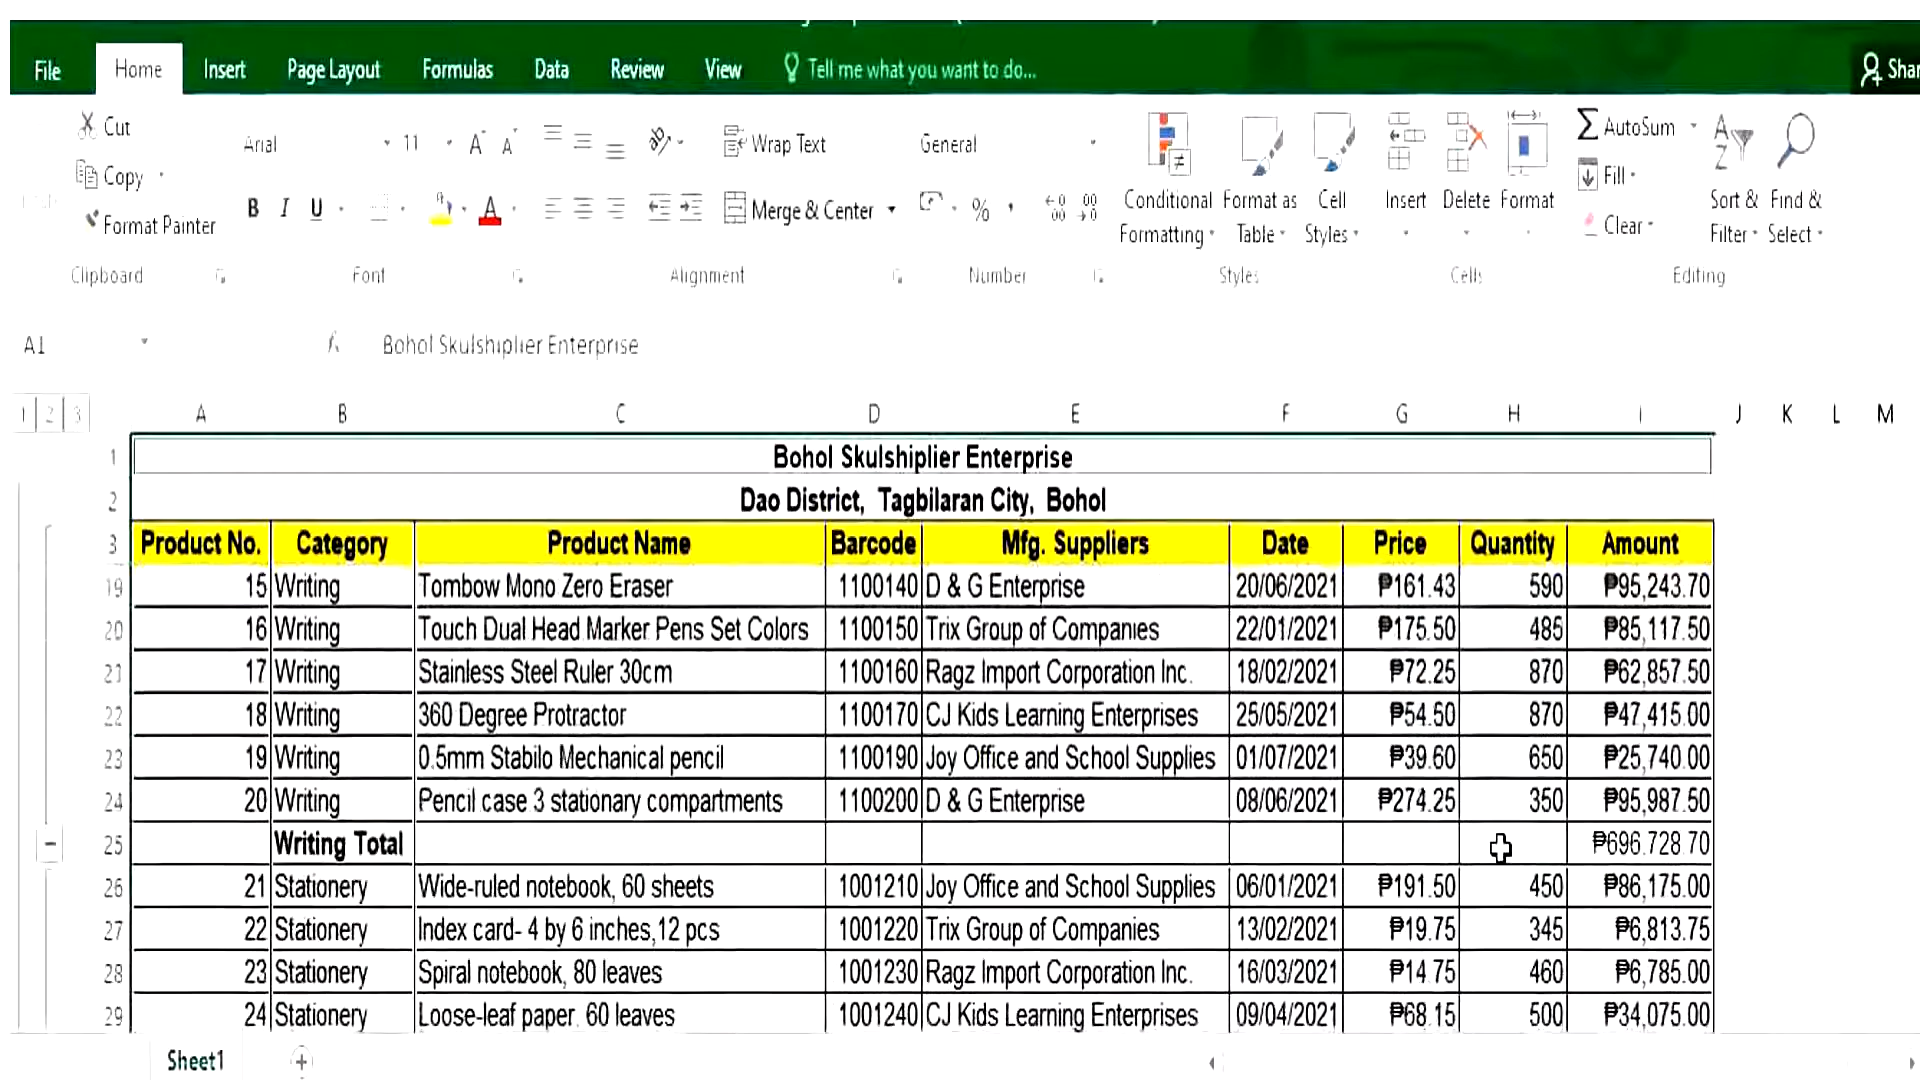 File Home Insert Page Layout Formulas Data Review View Tell me what you want to do...
Cut
Copy
Format Painter
Clipboard
Arial 11
B I U
Font
Wrap Text
Merge & Center
Alignment
General
%
Number
Conditional Formatting
Format as Table
Cell Styles
Styles
Insert Delete Format
Cells
AutoSum
Fill
Clear
Sort & Filter
Find & Select
Editing
A1 Bohol Skulshiplier Enterprise
1 2 3 A B C D E F G H I J K L M
1 Bohol Skulshiplier Enterprise
2 Dao District, Tagbilaran City, Bohol
3 Product No. Category Product Name Barcode Mfg. Suppliers Date Price Quantity Amount
19 15 Writing Tombow Mono Zero Eraser 1100140 D & G Enterprise 20/06/2021 ₱161.43 590 ₱95,243.70
20 16 Writing Touch Dual Head Marker Pens Set Colors 1100150 Trix Group of Companies 22/01/2021 ₱175.50 485 ₱85,117.50
21 17 Writing Stainless Steel Ruler 30cm 1100160 Ragz Import Corporation Inc. 18/02/2021 ₱72.25 870 ₱62,857.50
22 18 Writing 360 Degree Protractor 1100170 CJ Kids Learning Enterprises 25/05/2021 ₱54.50 870 ₱47,415.00
23 19 Writing 0.5mm Stabilo Mechanical pencil 1100190 Joy Office and School Supplies 01/07/2021 ₱39.60 650 ₱25,740.00
24 20 Writing Pencil case 3 stationary compartments 1100200 D & G Enterprise 08/06/2021 ₱274.25 350 ₱95,987.50
25 Writing Total ₱696,728.70
26 21 Stationery Wide-ruled notebook, 60 sheets 1001210 Joy Office and School Supplies 06/01/2021 ₱191.50 450 ₱86,175.00
27 22 Stationery Index card- 4 by 6 inches,12 pcs 1001220 Trix Group of Companies 13/02/2021 ₱19.75 345 ₱6,813.75
28 23 Stationery Spiral notebook, 80 leaves 1001230 Ragz Import Corporation Inc. 16/03/2021 ₱14.75 460 ₱6,785.00
29 24 Stationery Loose-leaf paper, 60 leaves 1001240 CJ Kids Learning Enterprises 09/04/2021 ₱68.15 500 ₱34,075.00
Sheet1